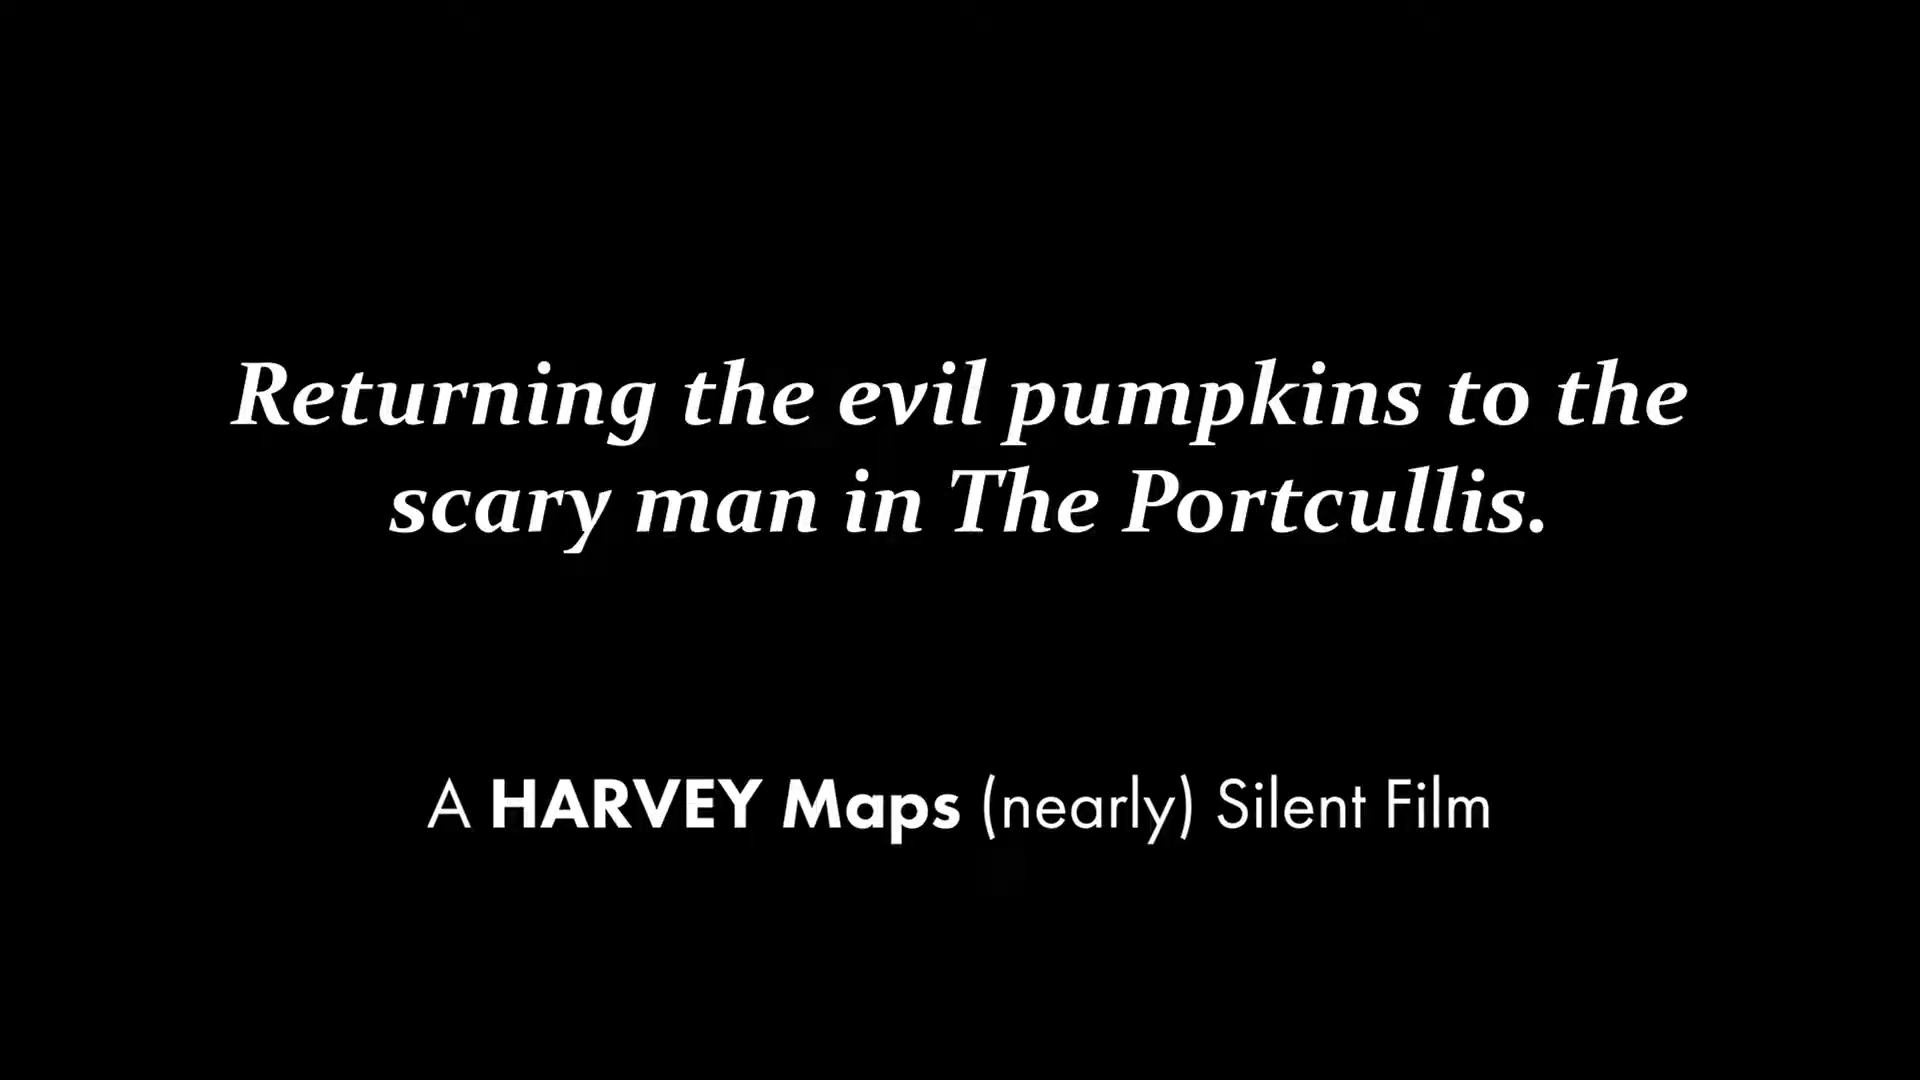 Returning the evil pumpkins to the
scary man in The Portcullis.
A HARVEY Maps (nearly) Silent Film